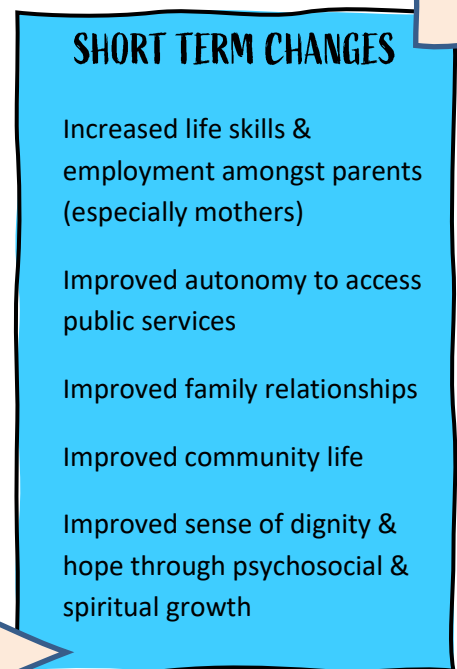 SHORT TERM CHANGES
Increased life skills &
employment amongst parents
(especially mothers)
Improved autonomy to access
public services
Improved family relationships
Improved community life
Improved sense of dignity &
hope through psychosocial &
spiritual growth